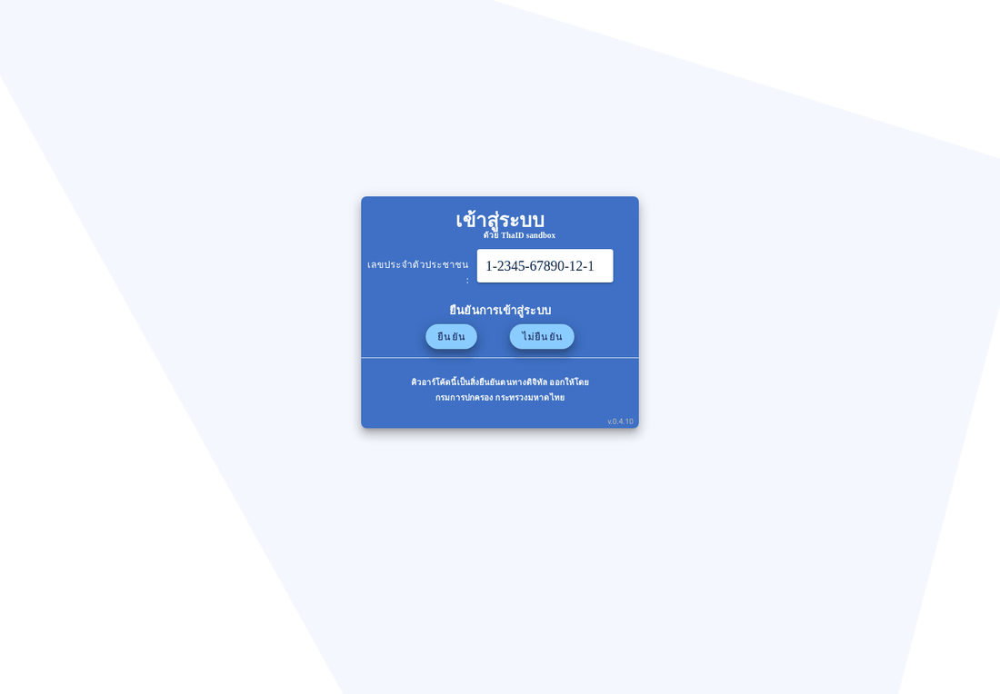 เข้าสู่ระบบ
ด้วย ThaID sandbox
เลขประจำตัวประชาชน
:
1-2345-67890-12-1
ยืนยันการเข้าสู่ระบบ
ยืนยัน
ไม่ยืนยัน
คิวอาร์โค้ดนี้เป็นสิ่งยืนยันตนทางดิจิทัล ออกให้โดย
กรมการปกครอง กระทรวงมหาดไทย
v.0.4.10